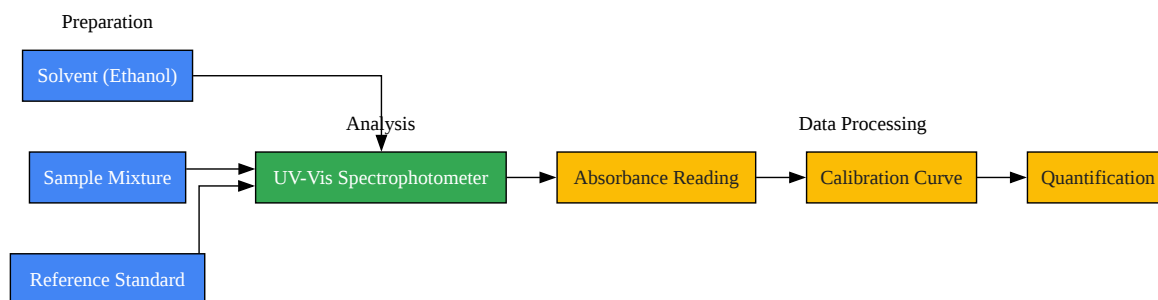 Preparation
Solvent (Ethanol)
Analysis
Data Processing
Sample Mixture
UV-Vis Spectrophotometer
Absorbance Reading
Calibration Curve
Quantification
Reference Standard